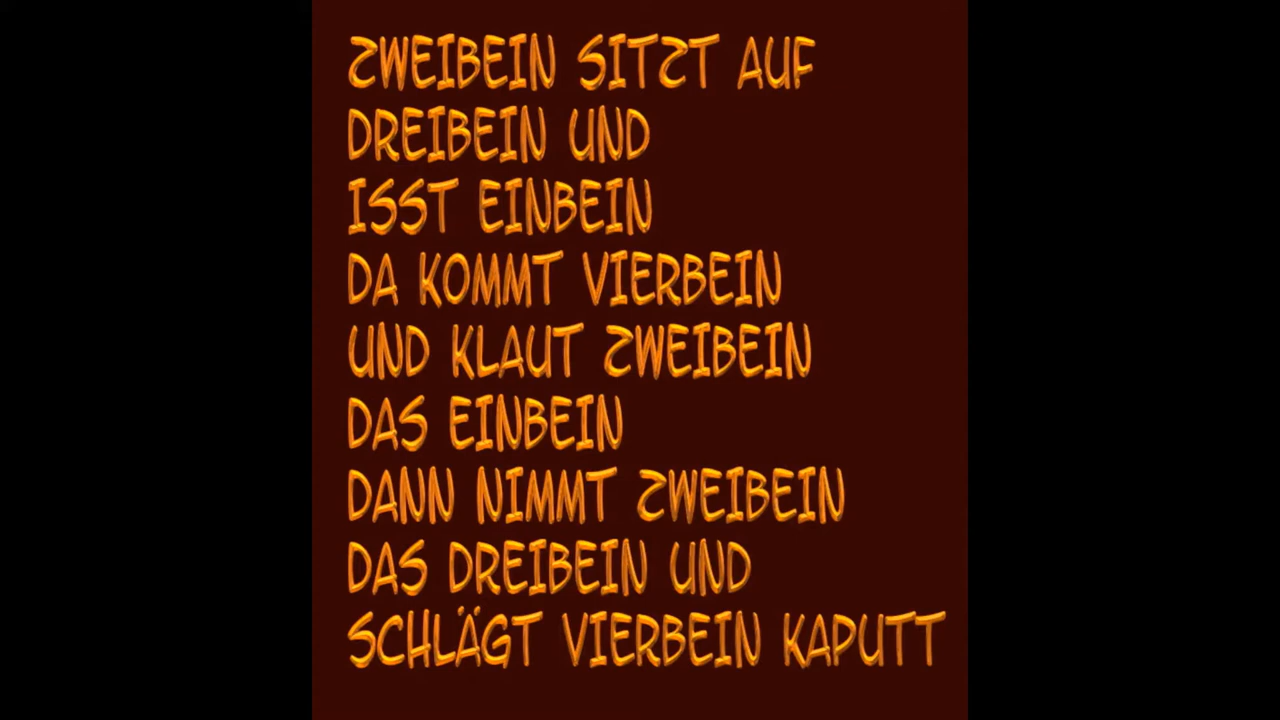 ZWEIBEIN SITZT AUF
DREIBEIN UND
ISST EINBEIN
DA KOMMT VIERBEIN
UND KLAUT ZWEIBEIN
DAS EINBEIN
DANN NIMMT ZWEIBEIN
DAS DREIBEIN UND
SCHLÄGT VIERBEIN KAPUTT